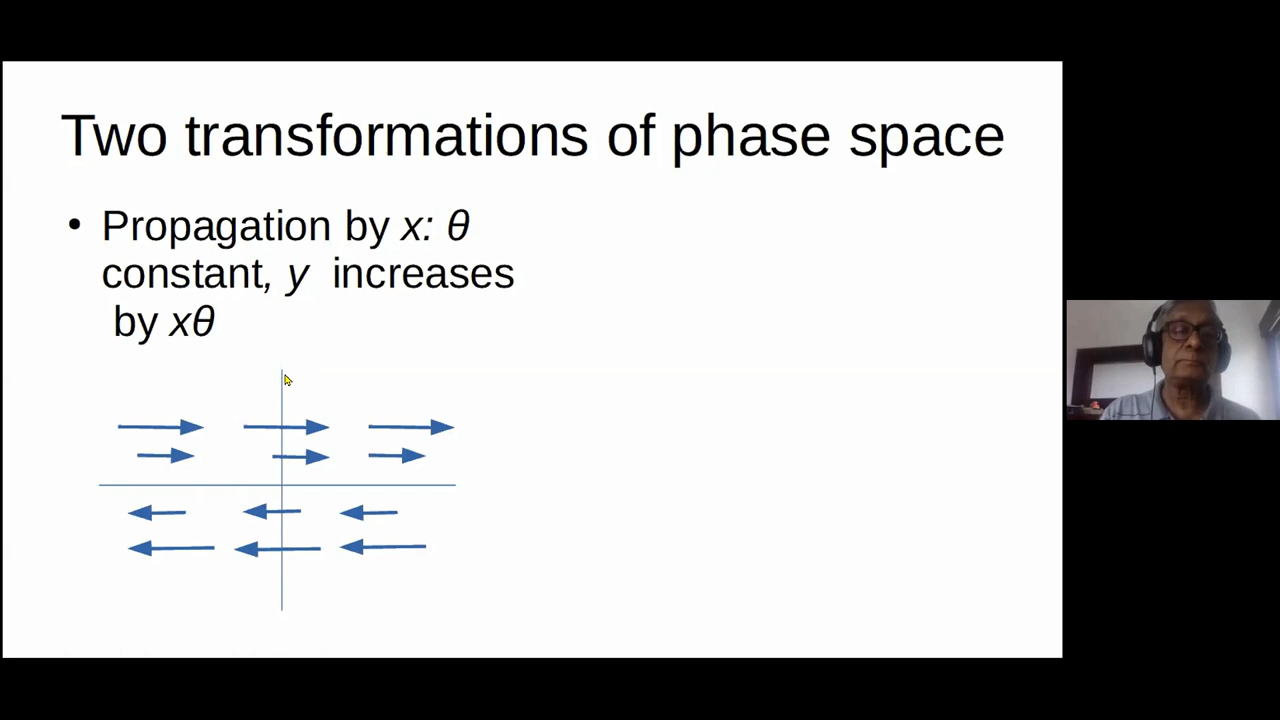 Two transformations of phase space
• Propagation by x: θ
constant, y increases
by xθ